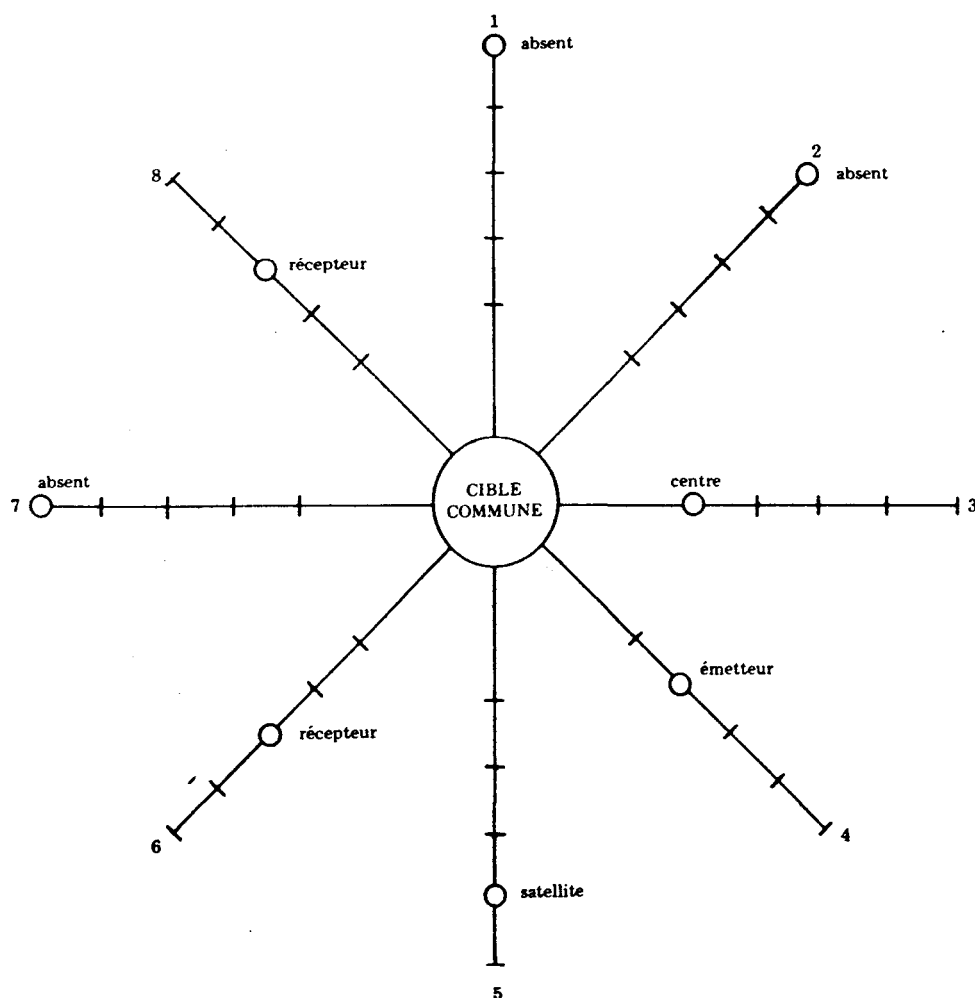 1
absent
2
absent
8
récepteur
absent
7
CIBLE
COMMUNE
centre
3
émetteur
récepteur
4
6
satellite
5